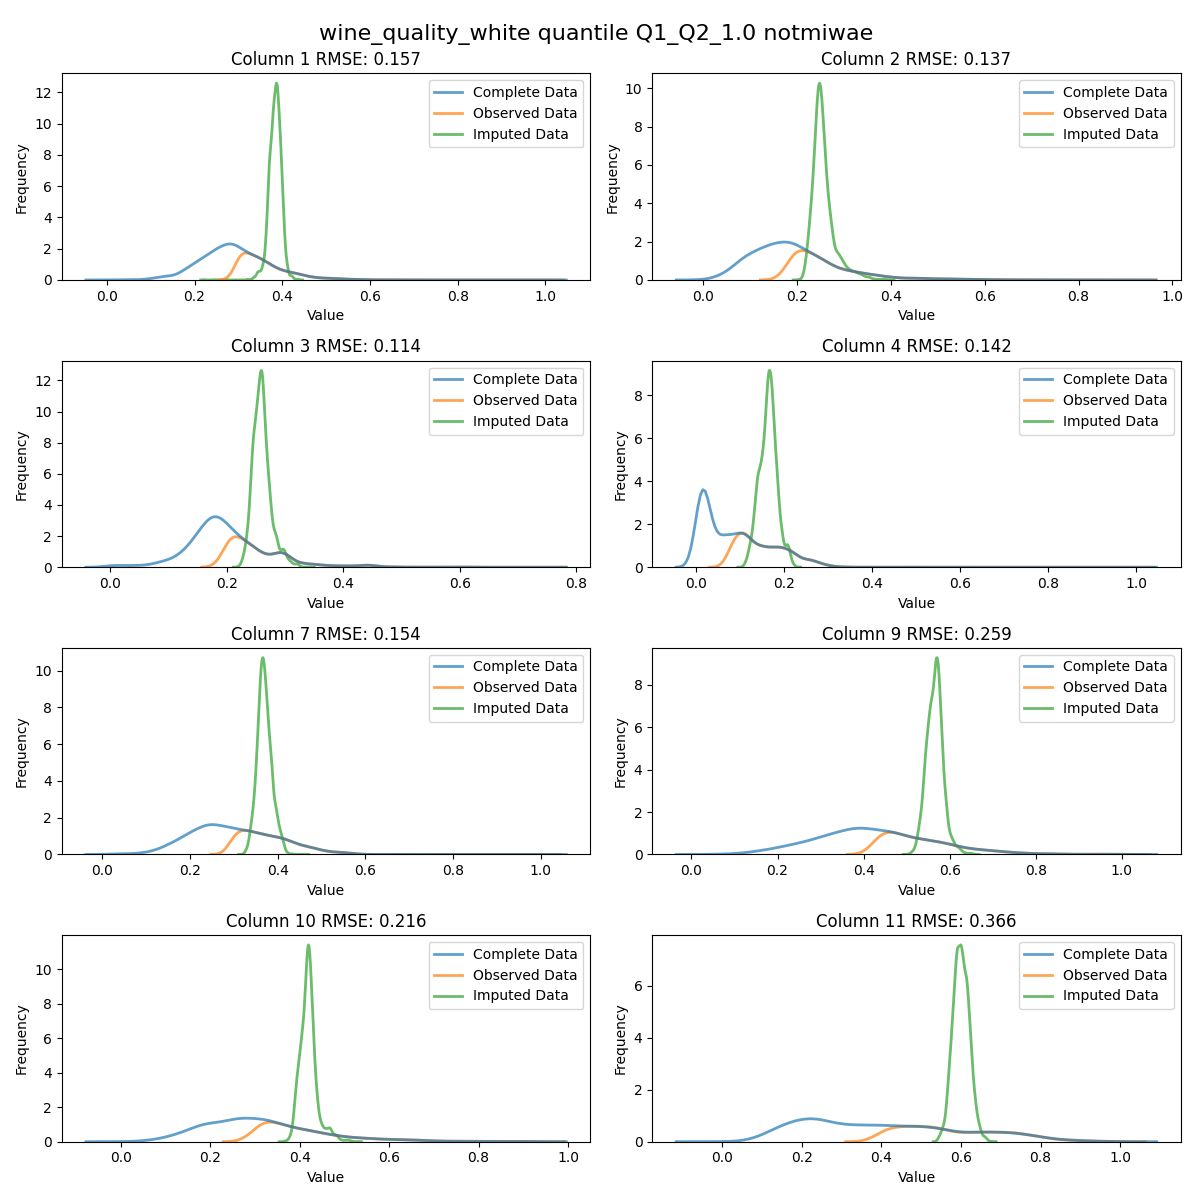 wine_quality_white quantile Q1_Q2_1.0 notmiwae
Column 1 RMSE: 0.157
Frequency
12
10
8
6
4
2
0
0.0 0.2 0.4 0.6 0.8 1.0
Value
Complete Data
Observed Data
Imputed Data
Column 2 RMSE: 0.137
Frequency
10
8
6
4
2
0
0.0 0.2 0.4 0.6 0.8 1.0
Value
Complete Data
Observed Data
Imputed Data
Column 3 RMSE: 0.114
Frequency
12
10
8
6
4
2
0
0.0 0.2 0.4 0.6 0.8
Value
Complete Data
Observed Data
Imputed Data
Column 4 RMSE: 0.142
Frequency
8
6
4
2
0
0.0 0.2 0.4 0.6 0.8 1.0
Value
Complete Data
Observed Data
Imputed Data
Column 7 RMSE: 0.154
Frequency
10
8
6
4
2
0
0.0 0.2 0.4 0.6 0.8 1.0
Value
Complete Data
Observed Data
Imputed Data
Column 9 RMSE: 0.259
Frequency
8
6
4
2
0
0.0 0.2 0.4 0.6 0.8 1.0
Value
Complete Data
Observed Data
Imputed Data
Column 10 RMSE: 0.216
Frequency
10
8
6
4
2
0
0.0 0.2 0.4 0.6 0.8 1.0
Value
Complete Data
Observed Data
Imputed Data
Column 11 RMSE: 0.366
Frequency
6
4
2
0
0.0 0.2 0.4 0.6 0.8 1.0
Value
Complete Data
Observed Data
Imputed Data